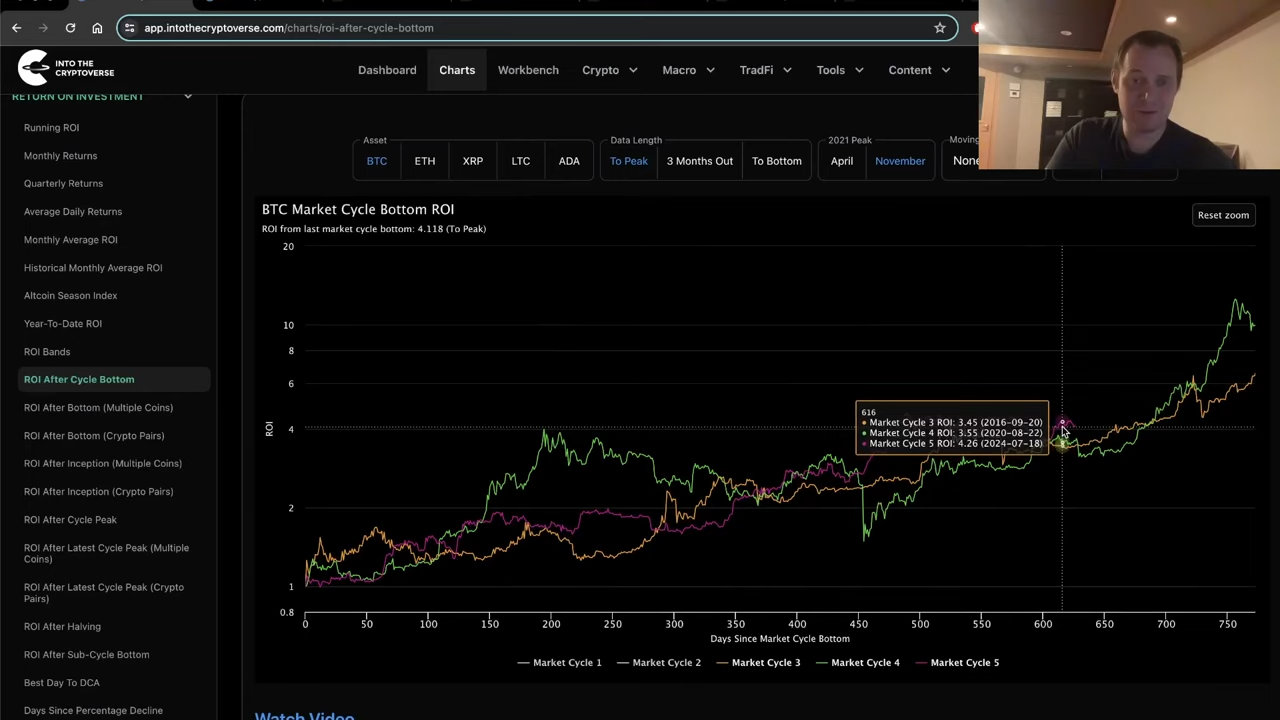 app.intothecryptoverse.com/charts/roi-after-cycle-bottom
INTO THE
CRYPTOVERSE
Dashboard
Charts
Workbench
Crypto
Macro
TradFi
Tools
Content
RETURN ON INVESTMENT
Running ROI
Monthly Returns
Quarterly Returns
Average Daily Returns
Monthly Average ROI
Historical Monthly Average ROI
Altcoin Season Index
Year-To-Date ROI
ROI Bands
ROI After Cycle Bottom
ROI After Bottom (Multiple Coins)
ROI After Bottom (Crypto Pairs)
ROI After Inception (Multiple Coins)
ROI After Inception (Crypto Pairs)
ROI After Cycle Peak
ROI After Latest Cycle Peak (Multiple
Coins)
ROI After Latest Cycle Peak (Crypto
Pairs)
ROI After Halving
ROI After Sub-Cycle Bottom
Best Day To DCA
Days Since Percentage Decline
Asset
BTC
ETH
XRP
LTC
ADA
Data Length
To Peak
3 Months Out
To Bottom
2021 Peak
April
November
BTC Market Cycle Bottom ROI
ROI from last market cycle bottom: 4.118 (To Peak)
Reset zoom
20
10
8
6
4
2
1
0.8
ROI
616
Market Cycle 3 ROI: 3.45 (2016-09-20)
Market Cycle 4 ROI: 3.55 (2020-08-22)
Market Cycle 5 ROI: 4.26 (2024-07-18)
0 50 100 150 200 250 300 350 400 450 500 550 600 650 700 750
Days Since Market Cycle Bottom
Market Cycle 1
Market Cycle 2
Market Cycle 3
Market Cycle 4
Market Cycle 5
Watch Video